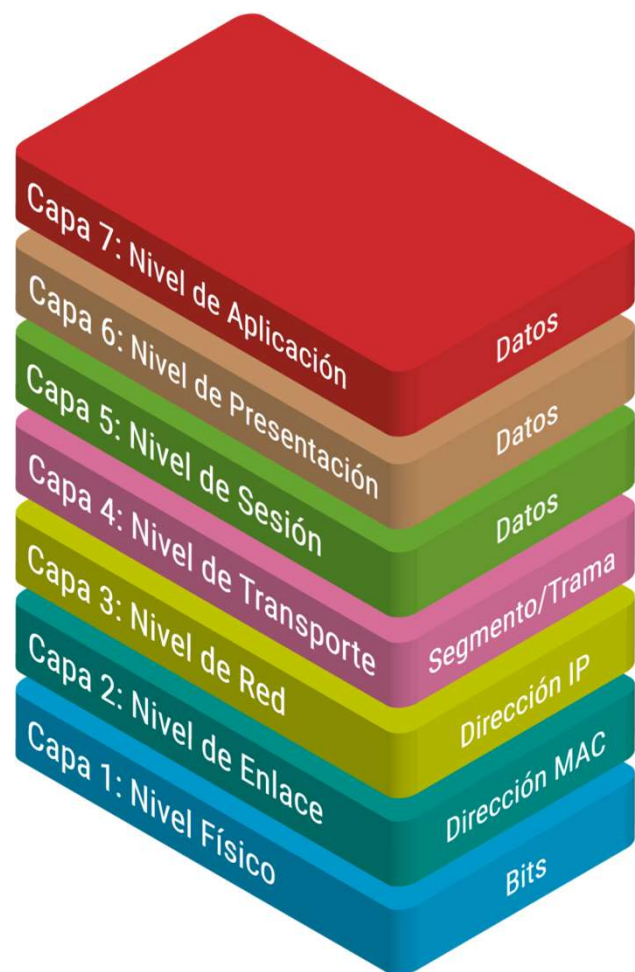 Capa 7: Nivel de Aplicación
Datos
Capa 6: Nivel de Presentación
Datos
Capa 5: Nivel de Sesión
Datos
Capa 4: Nivel de Transporte
Segmento/Trama
Capa 3: Nivel de Red
Dirección IP
Capa 2: Nivel de Enlace
Dirección MAC
Capa 1: Nivel Físico
Bits